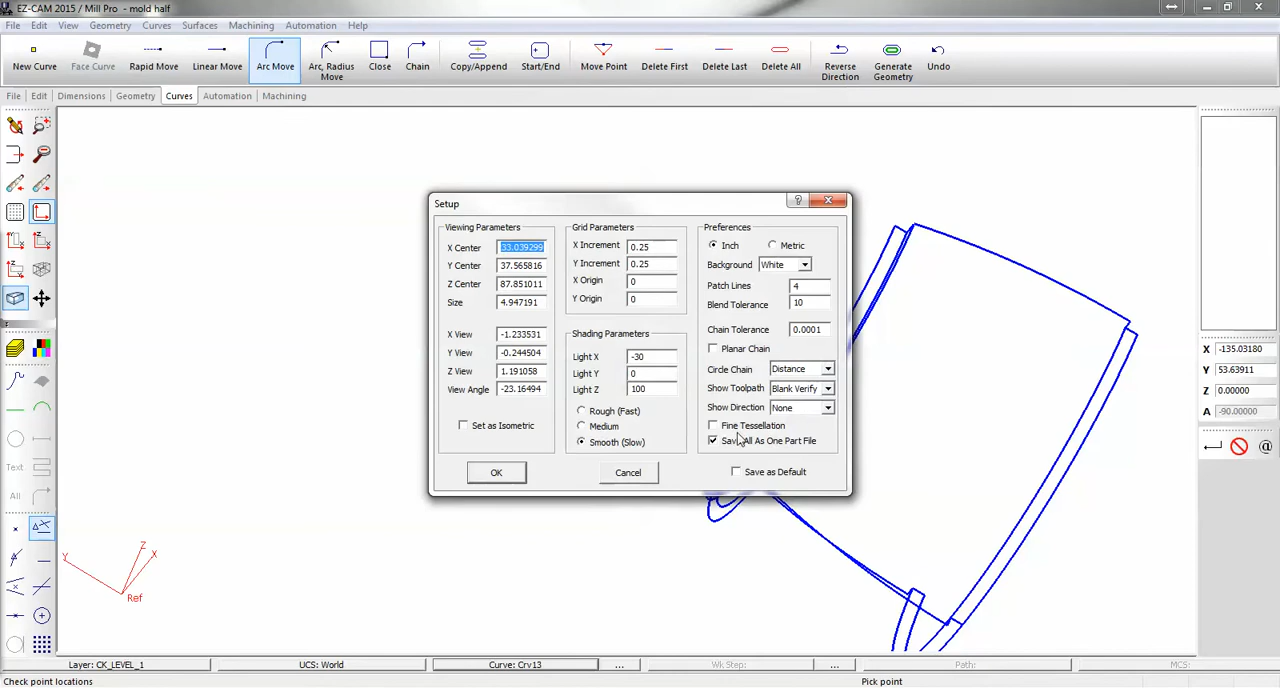 EZ-CAM 2015 / Mill Pro - mold half
File Edit View Geometry Curves Surfaces Machining Automation Help
New Curve Face Curve Rapid Move Linear Move Arc Move Arc, Radius Move Close Chain Copy/Append Start/End Move Point Delete First Delete Last Delete All Reverse Direction Generate Geometry Undo
File Edit Dimensions Geometry Curves Automation Machining
Setup
Viewing Parameters
X Center 33.039299
Y Center 37.565816
Z Center 87.851011
Size 4.947191
X View -1.233531
Y View -0.244504
Z View 1.191058
View Angle -23.16494
Set as Isometric
Grid Parameters
X Increment 0.25
Y Increment 0.25
X Origin 0
Y Origin 0
Shading Parameters
Light X -30
Light Y 0
Light Z 100
Rough (Fast)
Medium
Smooth (Slow)
Preferences
Inch Metric
Background White
Patch Lines 4
Blend Tolerance 10
Chain Tolerance 0.0001
Planar Chain
Circle Chain Distance
Show Toolpath Blank Verify
Show Direction None
Fine Tessellation
Save All As One Part File
OK Cancel Save as Default
X -135.03180
Y 53.63911
Z 0.00000
A -90.00000
@
Text
All
Y Z X
Ref
Layer: CK_LEVEL_1 UCS: World Curve: Crv13 ... Wk Step: ... Path: MCS:
Check point locations Pick point